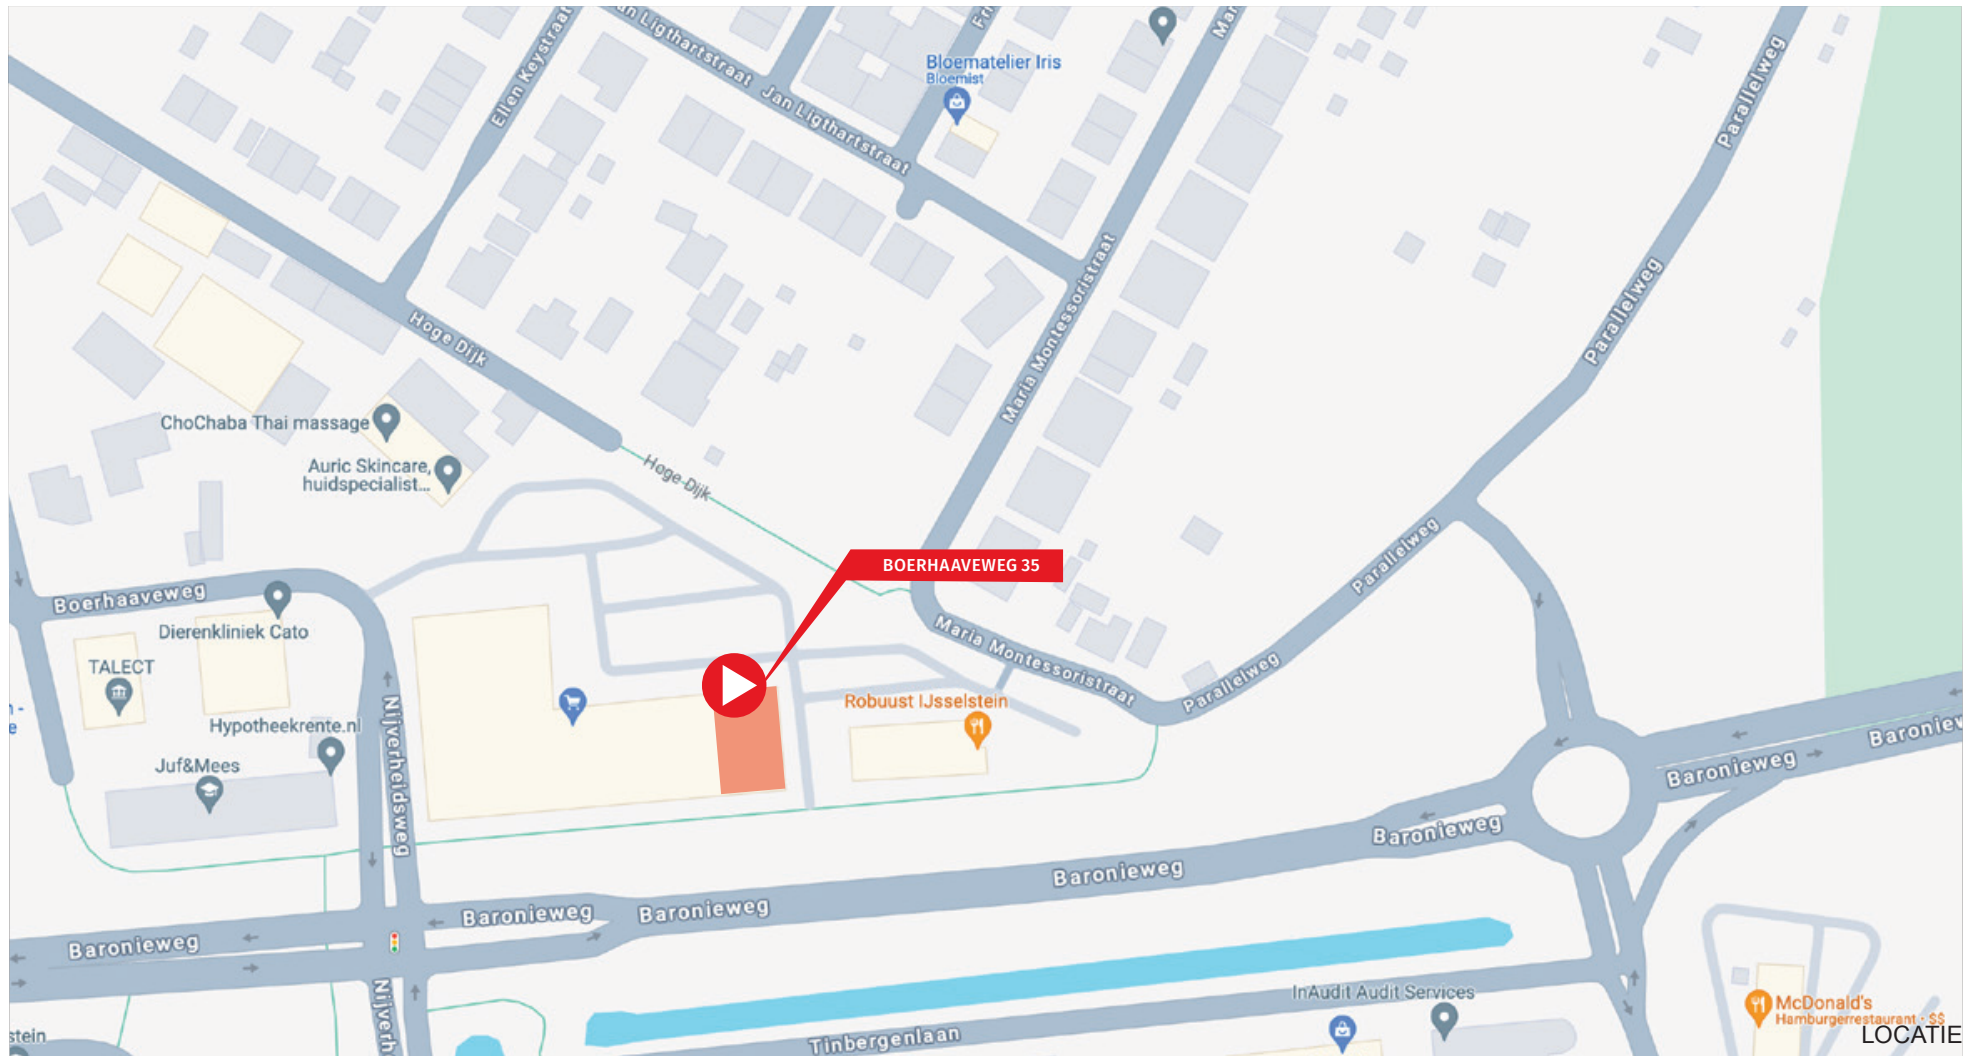 Jan Ligthartstraat
Jan Ligthartstraat
Ellen Keystraat
Bloematelier Iris
Bloemist
Parallelweg
Parallelweg
Maria Montessoristraat
Hoge Dijk
Hoge Dijk
ChoChaba Thai massage
Auric Skincare,
huidspecialist...
BOERHAAVEWEG 35
Parallelweg
Boerhaaveweg
Dierenkliniek Cato
Maria Montessoristraat
Parallelweg
TALECT
Robuust IJsselstein
Hypotheekrente.nl
Nijverheidsweg
Juf&Mees
Baronieweg
Baronieweg
Baronieweg
Baronieweg
Baronieweg
Baronieweg
InAudit Audit Services
McDonald's
Hamburgerrestaurant · $$
Tinbergenlaan
LOCATIE